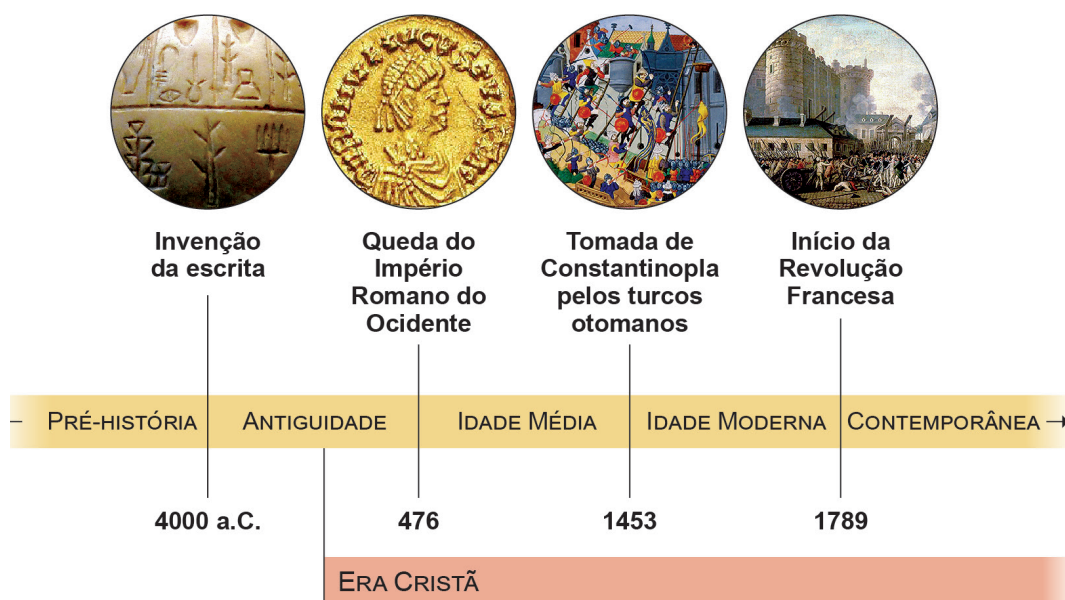 Invenção
da escrita
Queda do
Império
Romano do
Ocidente
Tomada de
Constantinopla
pelos turcos
otomanos
Início da
Revolução
Francesa
PRÉ-HISTÓRIA
ANTIGUIDADE
IDADE MÉDIA
IDADE MODERNA
CONTEMPORÂNEA
4000 a.C.
476
1453
1789
ERA CRISTÃ